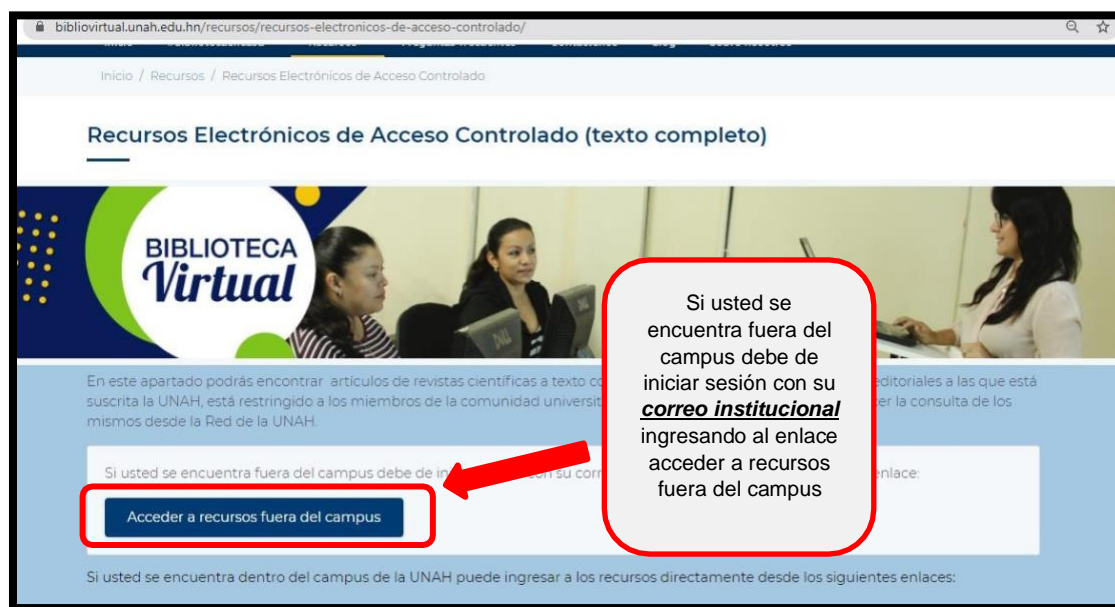 bibliovirtual.unah.edu.hn/recursos/recursos-electronicos-de-acceso-controlado/
Inicio / Recursos / Recursos Electrónicos de Acceso Controlado
Recursos Electrónicos de Acceso Controlado (texto completo)
BIBLIOTECA
Virtual
DELL
Si usted se
encuentra fuera del
campus debe de
iniciar sesión con su
correo institucional
ingresando al enlace
acceder a recursos
fuera del campus
En este apartado podrás encontrar artículos de revistas científicas a texto editoriales a las que está
suscrita la UNAH, está restringido a los miembros de la comunidad la consulta de los
mismos desde la Red de la UNAH.
Si usted se encuentra fuera del campus debe de su enlace:
Acceder a recursos fuera del campus
Si usted se encuentra dentro del campus de la UNAH puede ingresar a los recursos directamente desde los siguientes enlaces: